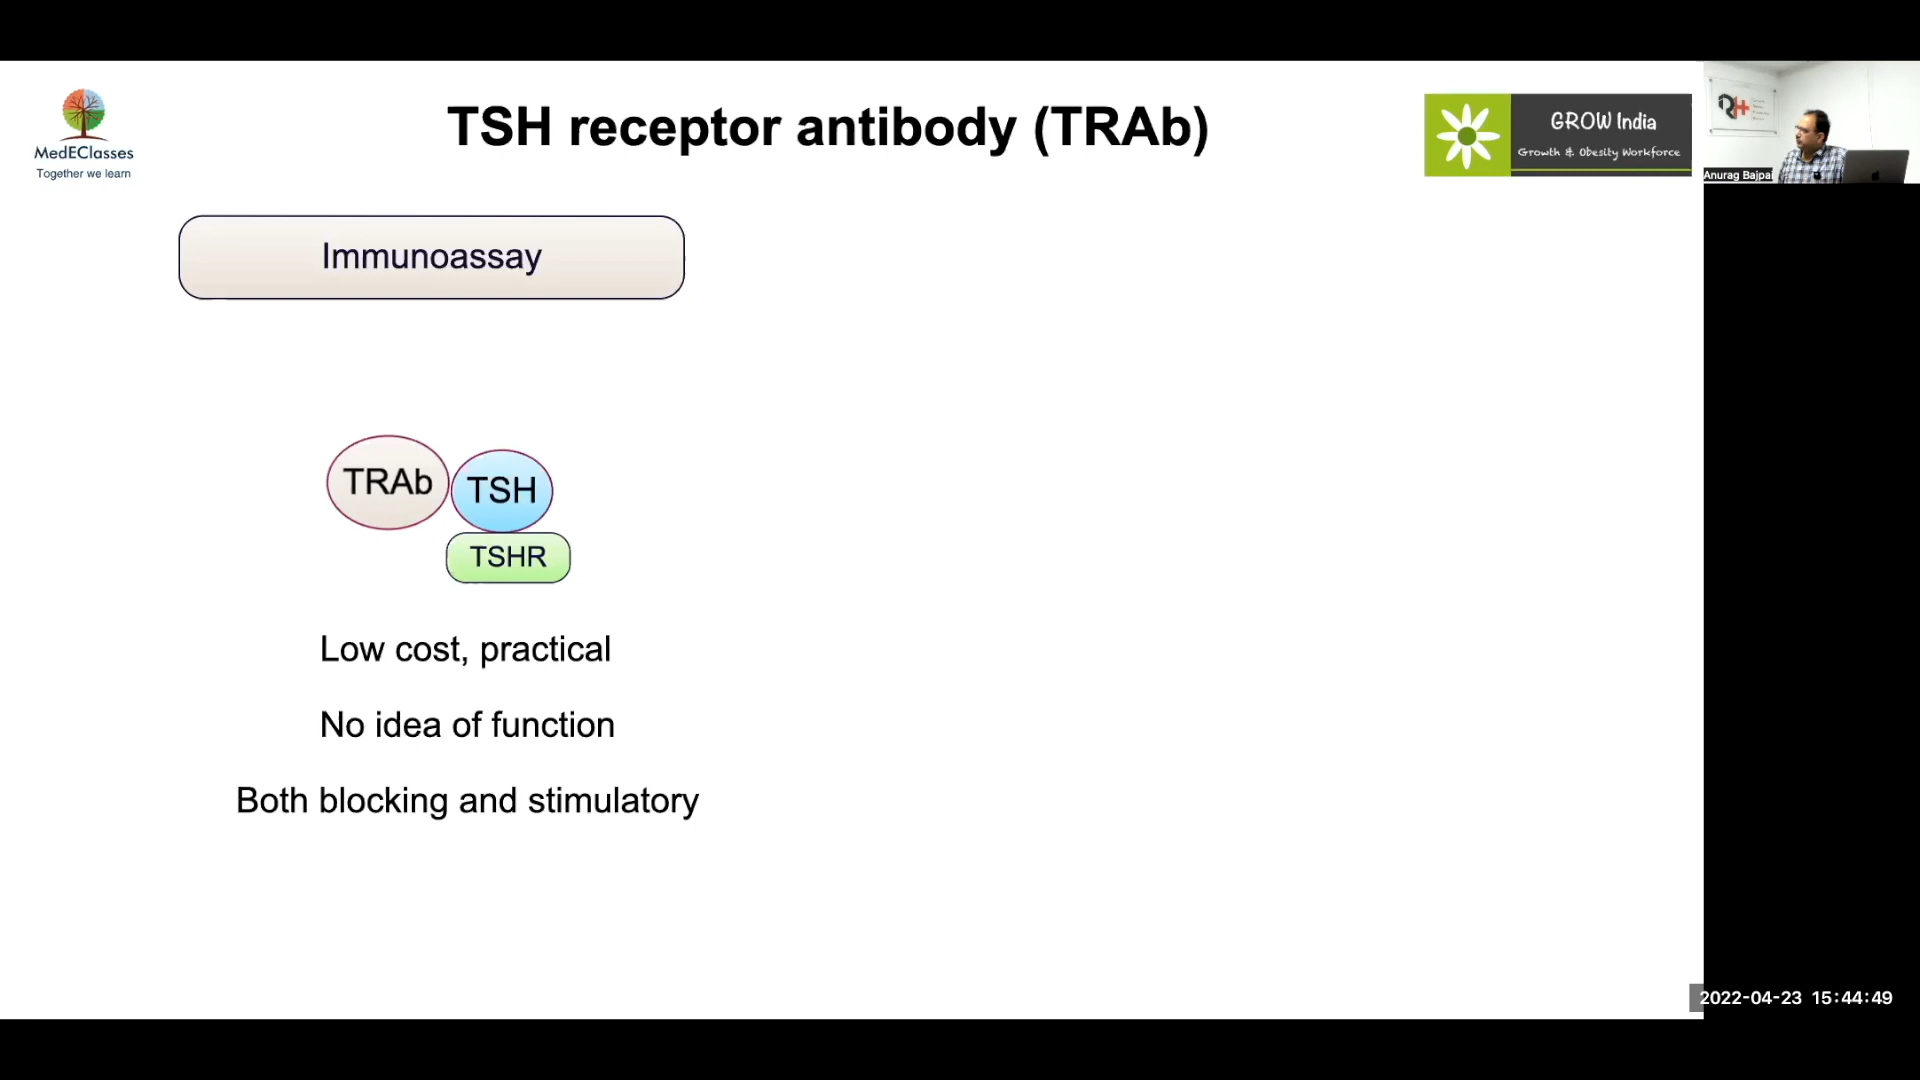 MedEClasses
Together we learn
TSH receptor antibody (TRAb)
GROW India
Growth & Obesity Workforce
RH+
Anurag Bajpai
Immunoassay
TRAb
TSH
TSHR
Low cost, practical
No idea of function
Both blocking and stimulatory
2022-04-23 15:44:49